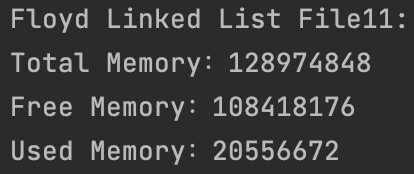 Floyd Linked List File11:
Total Memory: 128974848
Free Memory: 108418176
Used Memory: 20556672